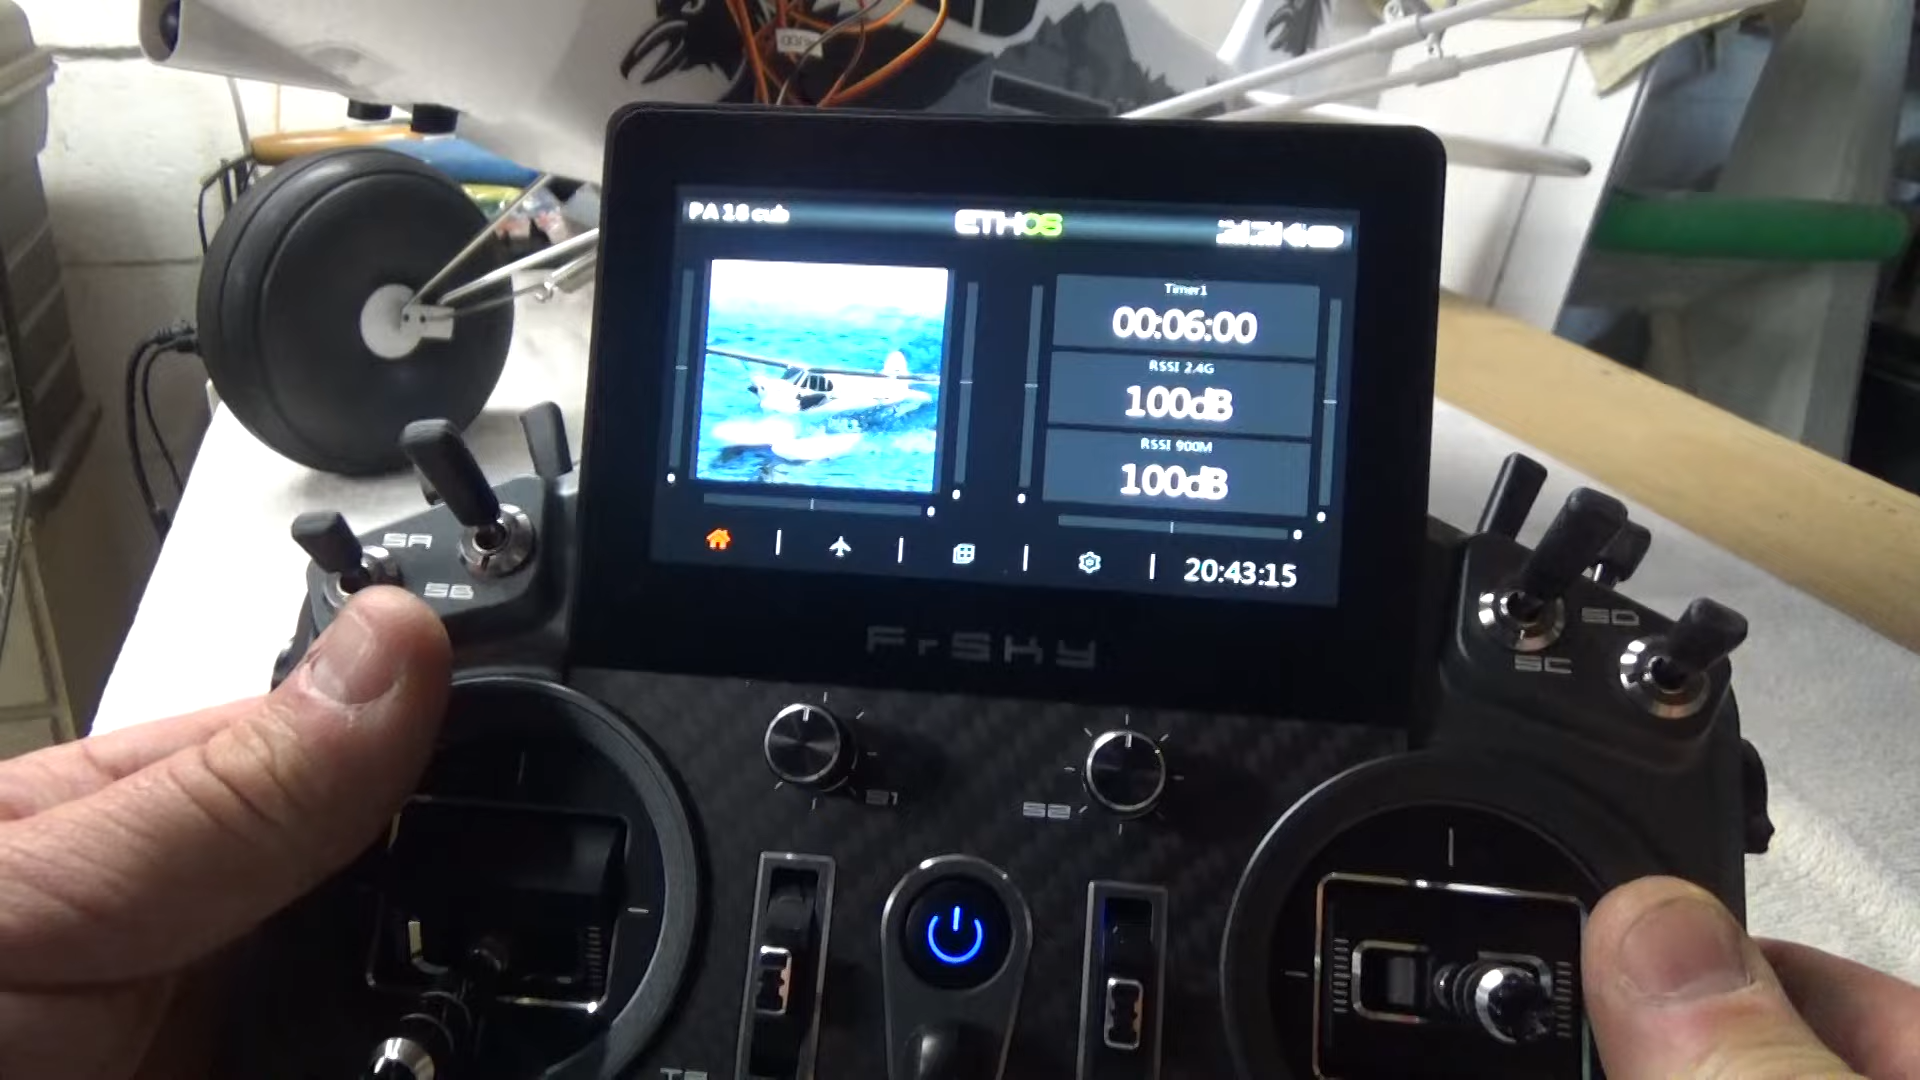 PA 18 cub
ETHOS
Timer1
00:06:00
RSSI 2.4G
100dB
RSSI 900M
100dB
20:43:15
FrSKY
SA
SB
SD
SC
S1
S2